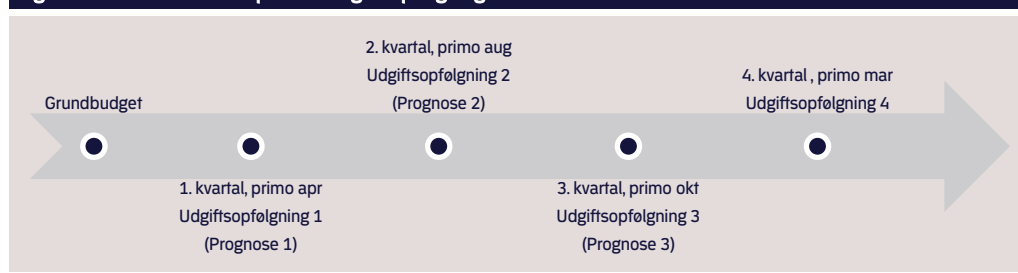 Grundbudget
1. kvartal, primo apr
Udgiftsopfølgning 1
(Prognose 1)
2. kvartal, primo aug
Udgiftsopfølgning 2
(Prognose 2)
3. kvartal, primo okt
Udgiftsopfølgning 3
(Prognose 3)
4. kvartal , primo mar
Udgiftsopfølgning 4